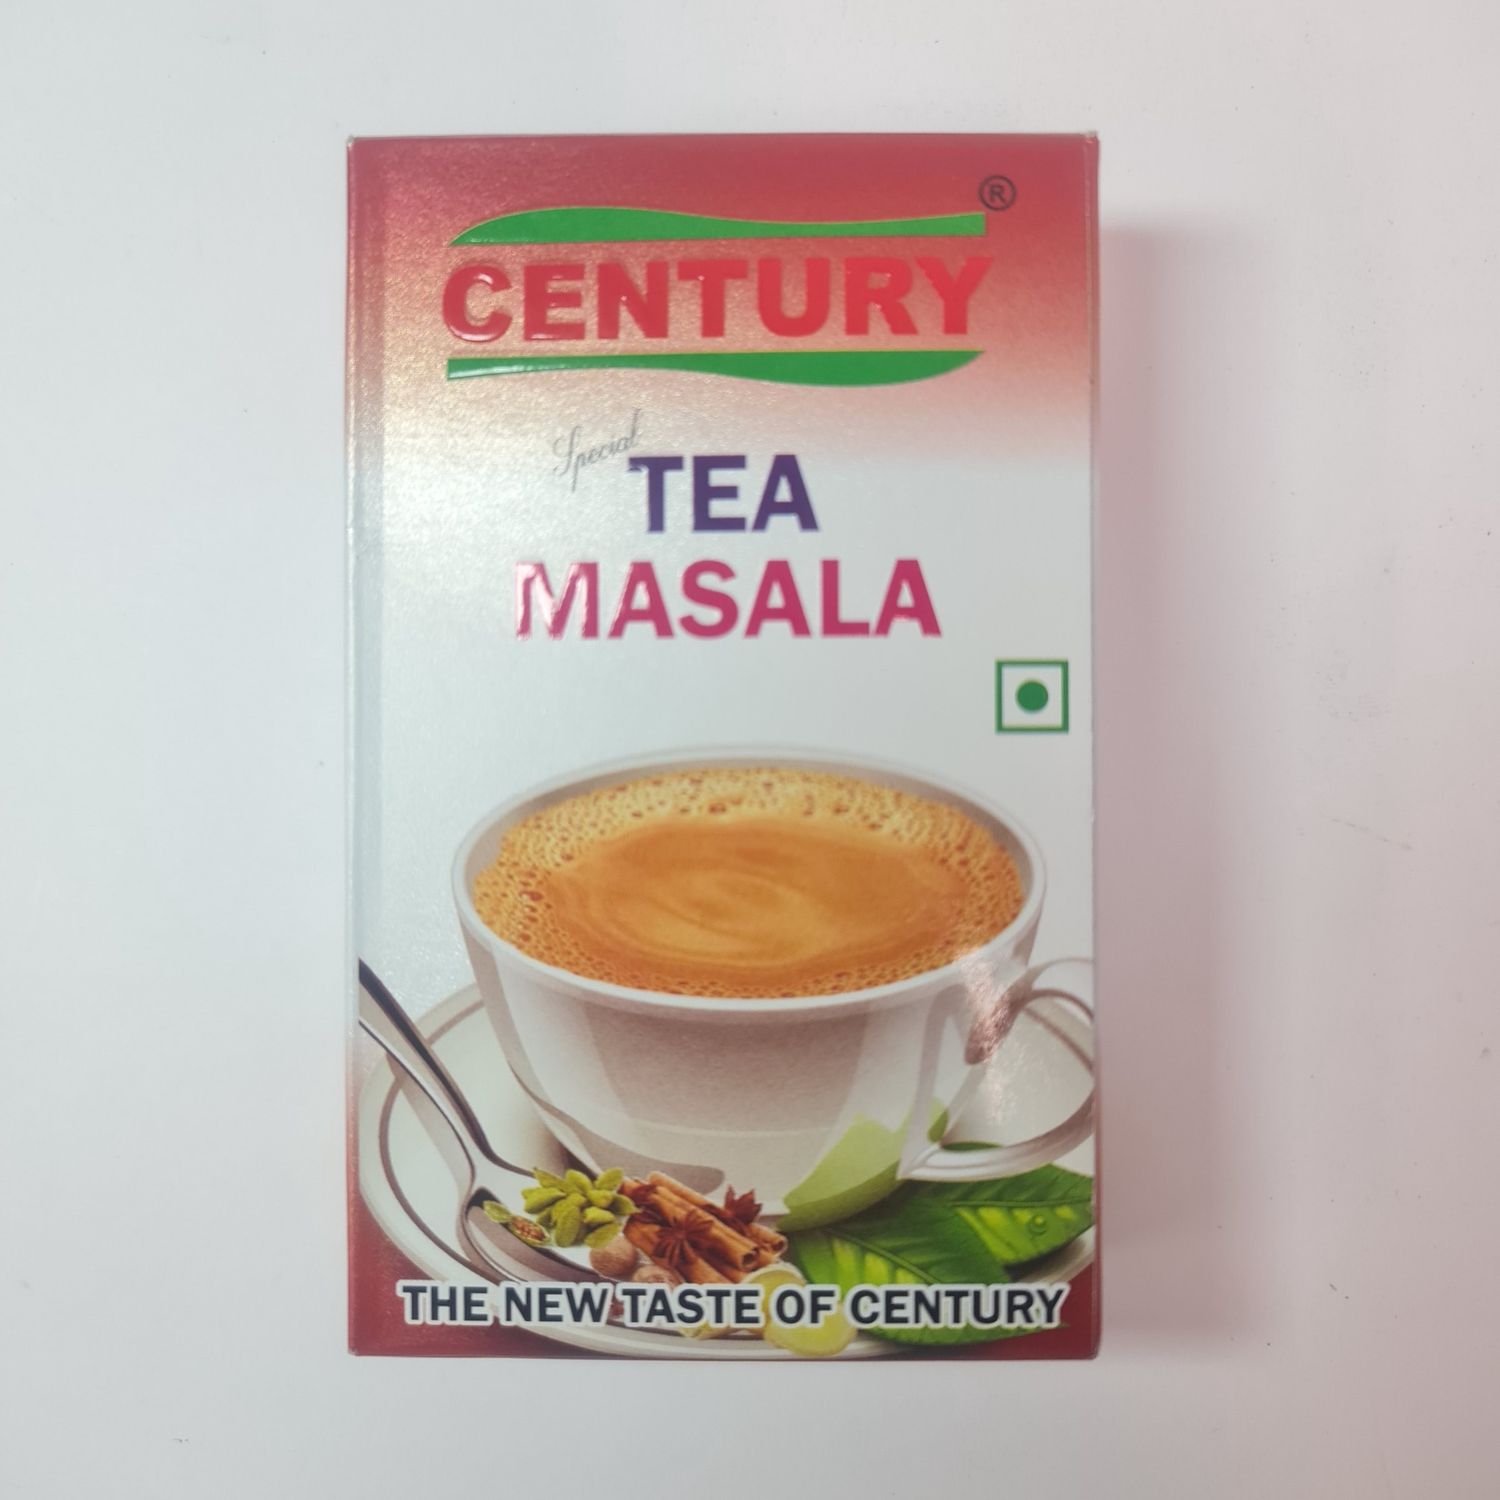 ®
CENTURY
Special
TEA
MASALA
THE NEW TASTE OF CENTURY